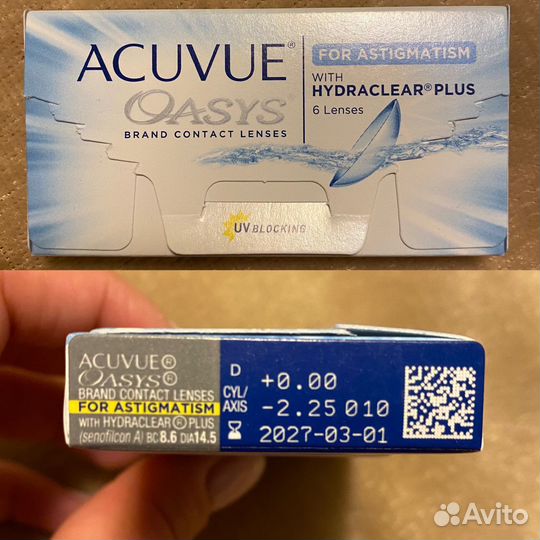 ACUVUE®
OASYS®
BRAND CONTACT LENSES
FOR ASTIGMATISM
WITH
HYDRACLEAR® PLUS
6 Lenses
UV BLOCKING
ACUVUE®
OASYS®
BRAND CONTACT LENSES
FOR ASTIGMATISM
WITH HYDRACLEAR® PLUS
(senofilcon A) BC 8.6 DIA 14.5
D +0.00
CYL/
AXIS -2.25 010
2027-03-01
Avito